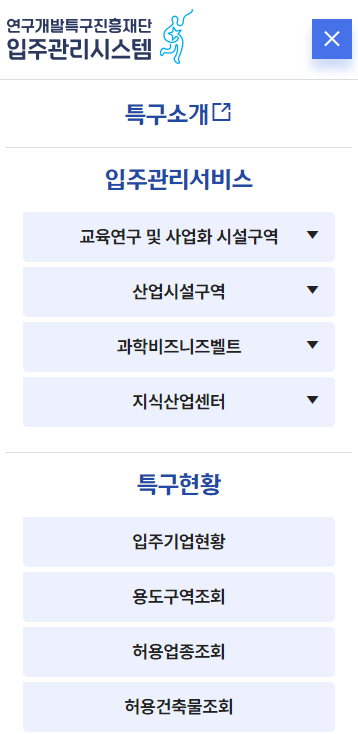 연구개발특구진흥재단
입주관리시스템
특구소개
입주관리서비스
교육연구 및 사업화 시설구역
산업시설구역
과학비즈니즈벨트
지식산업센터
특구현황
입주기업현황
용도구역조회
허용업종조회
허용건축물조회